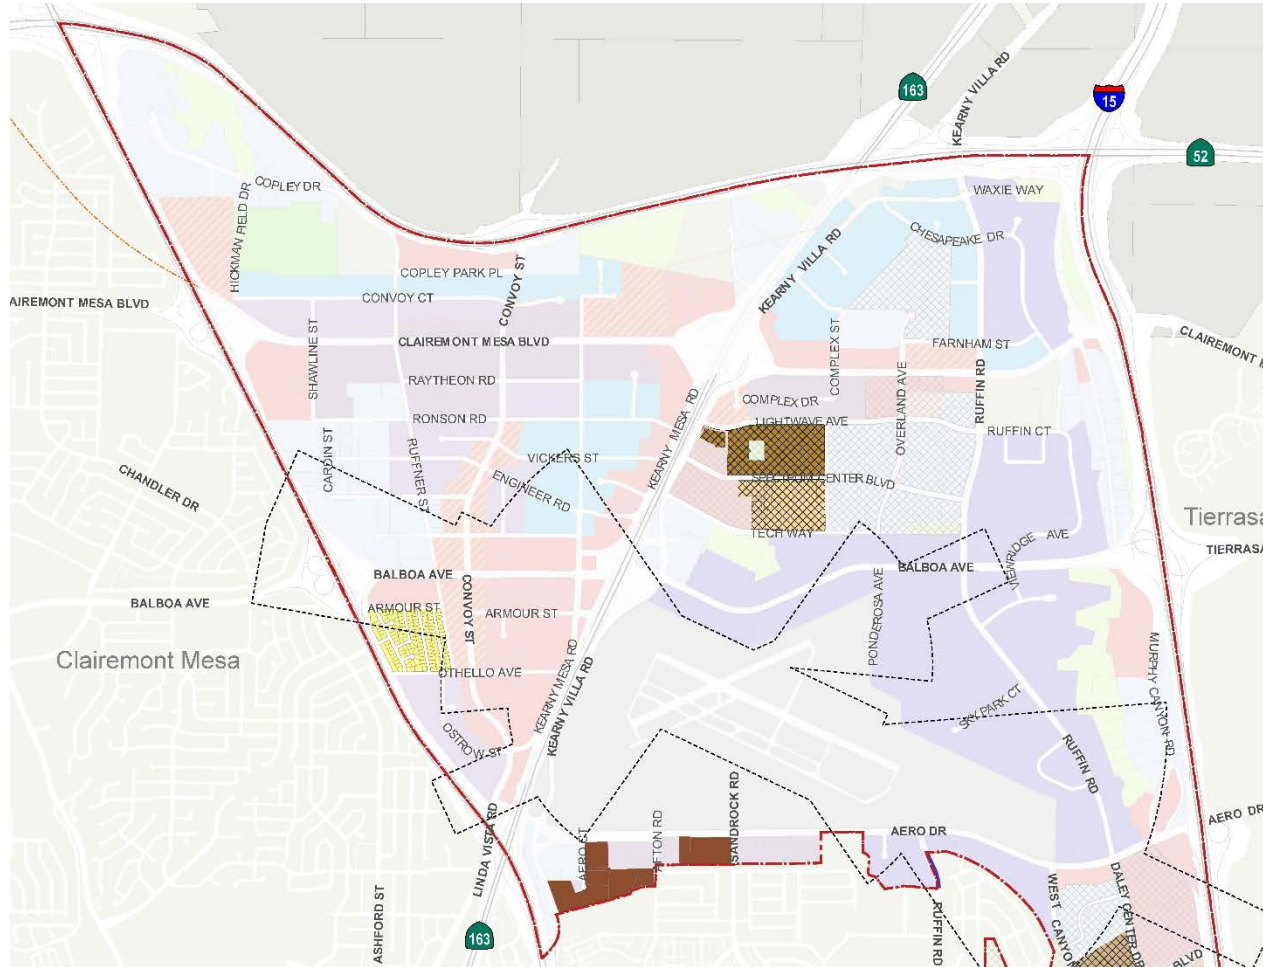 163
KEARNY VILLA RD
15
52
WAXIE WAY
COPLEY DR
HICKMAN FIELD DR
CHESAPEAKE DR
KEARNY VILLA RD
COPLEY PARK PL
CONVOY ST
CONVOY CT
AIREMONT MESA BLVD
CLAIREMONT MESA BLVD
SHAWLINE ST
COMPLEX ST
FARNHAM ST
CLAIREMONT M
RAYTHEON RD
OVERLAND AVE
RUFFIN RD
KEARNY MESA RD
COMPLEX DR
RONSON RD
LIGHTWAVE AVE
RUFFIN CT
CARDIN ST
RUFFNER ST
VICKERS ST
ENGINEER RD
CENTER BLVD
CHANDLER DR
TECH WAY
VIEWRIDGE AVE
Tierrasa
TIERRASA
BALBOA AVE
BALBOA AVE
BALBOA AVE
ARMOUR ST
ARMOUR ST
CONVOY ST
PONDEROSA AVE
Clairemont Mesa
OTHELLO AVE
KEARNY MESA RD
KEARNY VILLA RD
MURPHY CANYON RD
OSTROW ST
SKY PARK CT
RUFFIN RD
AERO DR
AERO DR
LINDA VISTA RD
AERO CT
AFTON RD
SANDROCK RD
ASHFORD ST
163
RUFFIN RD
WEST CANYON
DALEY CENTER DR
BLVD